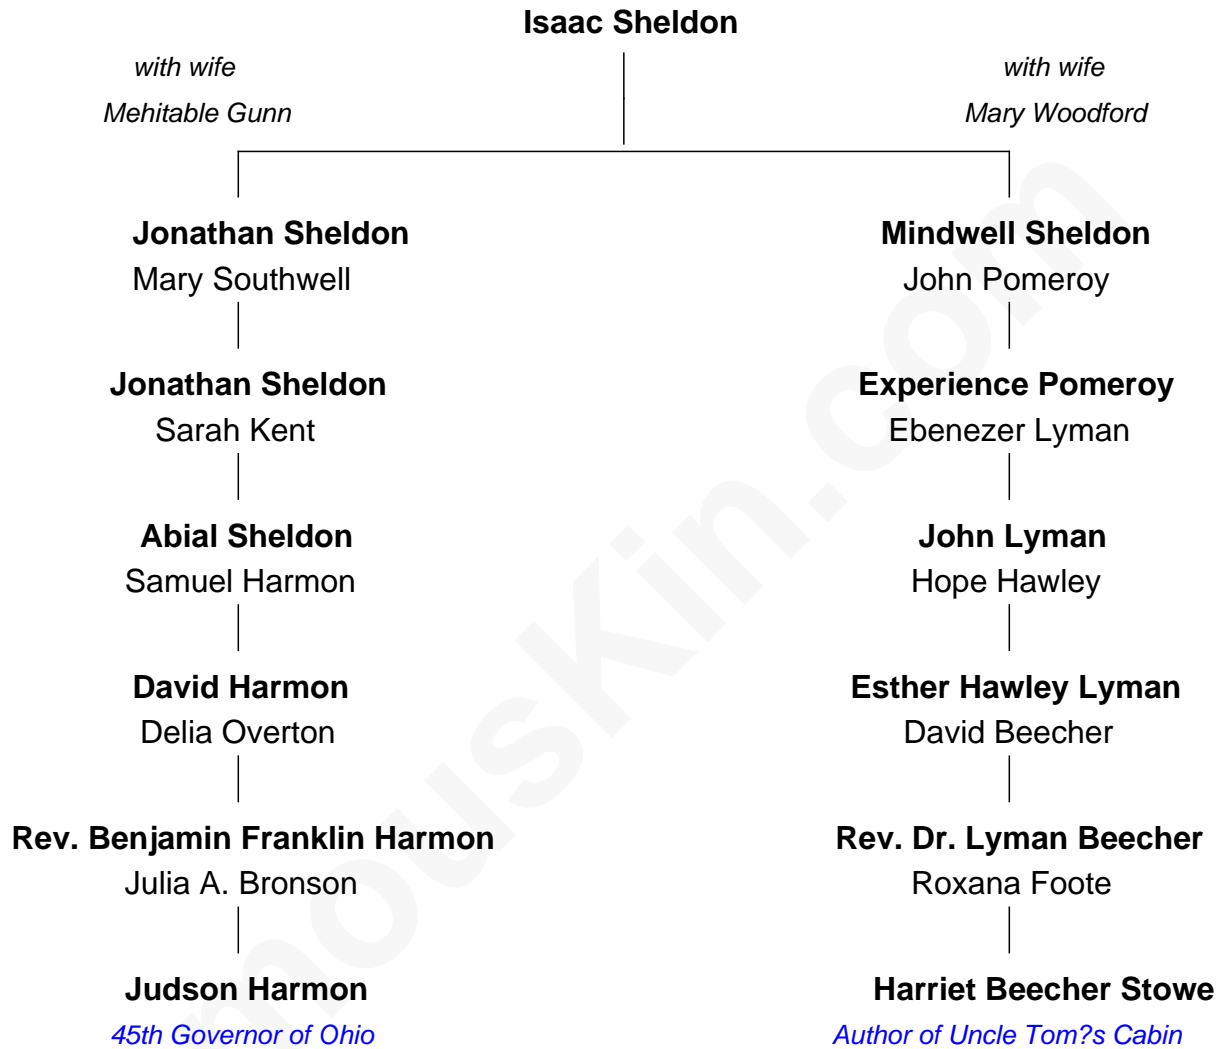 Isaac Sheldon
with wife
Mehitable Gunn
with wife
Mary Woodford
Jonathan Sheldon
Mary Southwell
Mindwell Sheldon
John Pomeroy
Jonathan Sheldon
Sarah Kent
Experience Pomeroy
Ebenezer Lyman
Abial Sheldon
Samuel Harmon
John Lyman
Hope Hawley
David Harmon
Delia Overton
Esther Hawley Lyman
David Beecher
Rev. Benjamin Franklin Harmon
Julia A. Bronson
Rev. Dr. Lyman Beecher
Roxana Foote
Judson Harmon
45th Governor of Ohio
Harriet Beecher Stowe
Author of Uncle Tom?s Cabin
mousKin.com